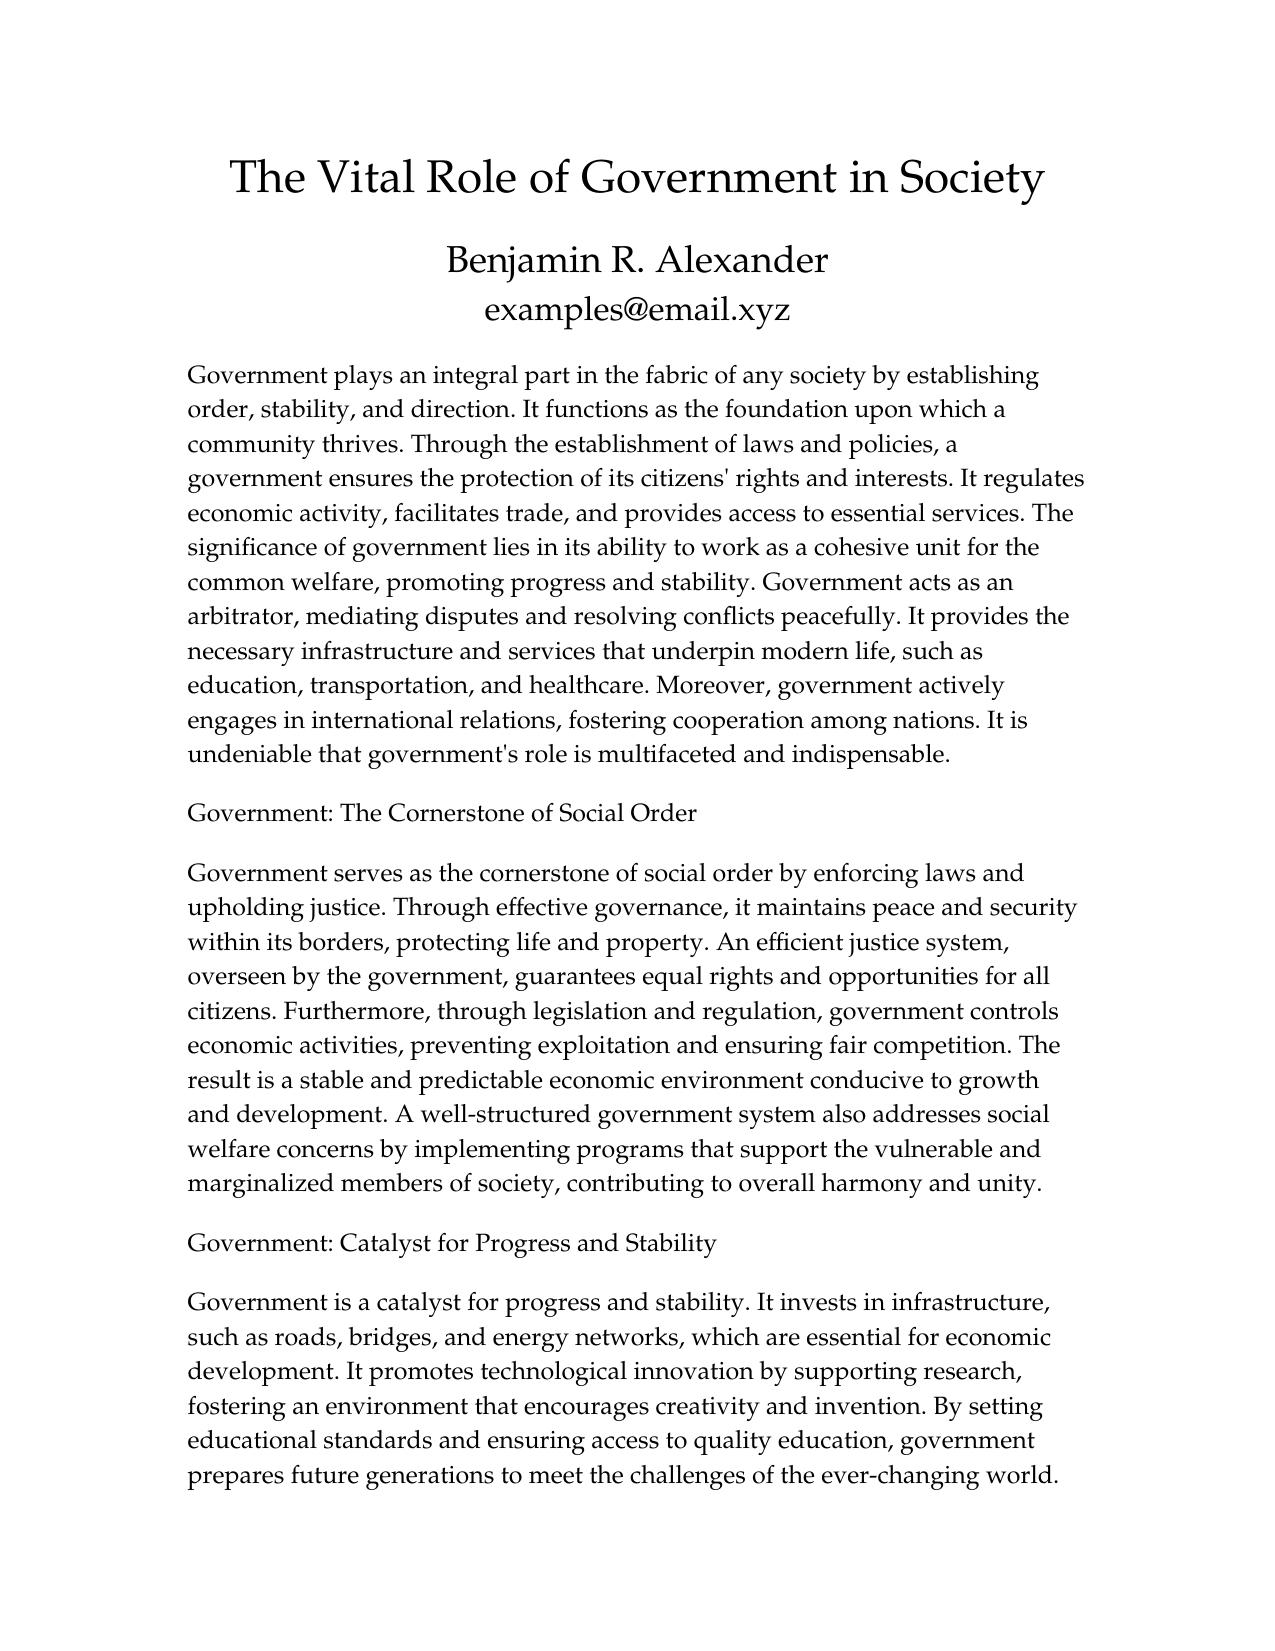 The Vital Role of Government in Society
Benjamin R. Alexander
examples@email.xyz
Government plays an integral part in the fabric of any society by establishing
order, stability, and direction. It functions as the foundation upon which a
community thrives. Through the establishment of laws and policies, a
government ensures the protection of its citizens' rights and interests. It regulates
economic activity, facilitates trade, and provides access to essential services. The
significance of government lies in its ability to work as a cohesive unit for the
common welfare, promoting progress and stability. Government acts as an
arbitrator, mediating disputes and resolving conflicts peacefully. It provides the
necessary infrastructure and services that underpin modern life, such as
education, transportation, and healthcare. Moreover, government actively
engages in international relations, fostering cooperation among nations. It is
undeniable that government's role is multifaceted and indispensable.
Government: The Cornerstone of Social Order
Government serves as the cornerstone of social order by enforcing laws and
upholding justice. Through effective governance, it maintains peace and security
within its borders, protecting life and property. An efficient justice system,
overseen by the government, guarantees equal rights and opportunities for all
citizens. Furthermore, through legislation and regulation, government controls
economic activities, preventing exploitation and ensuring fair competition. The
result is a stable and predictable economic environment conducive to growth
and development. A well-structured government system also addresses social
welfare concerns by implementing programs that support the vulnerable and
marginalized members of society, contributing to overall harmony and unity.
Government: Catalyst for Progress and Stability
Government is a catalyst for progress and stability. It invests in infrastructure,
such as roads, bridges, and energy networks, which are essential for economic
development. It promotes technological innovation by supporting research,
fostering an environment that encourages creativity and invention. By setting
educational standards and ensuring access to quality education, government
prepares future generations to meet the challenges of the ever-changing world.